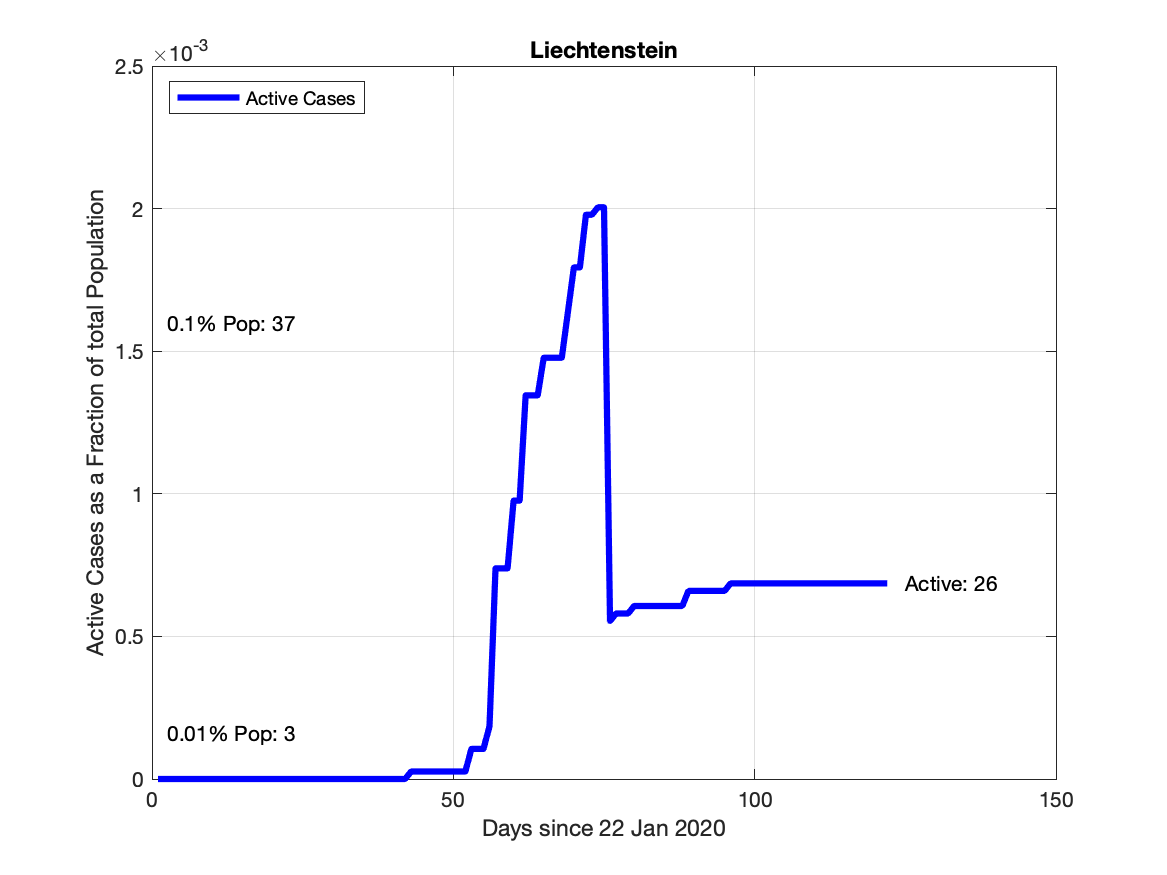 Liechtenstein
×10-3
Active Cases
2.5
2
1.5
1
0.5
0
0.1% Pop: 37
0.01% Pop: 3
Active: 26
0
50
100
150
Days since 22 Jan 2020
Active Cases as a Fraction of total Population